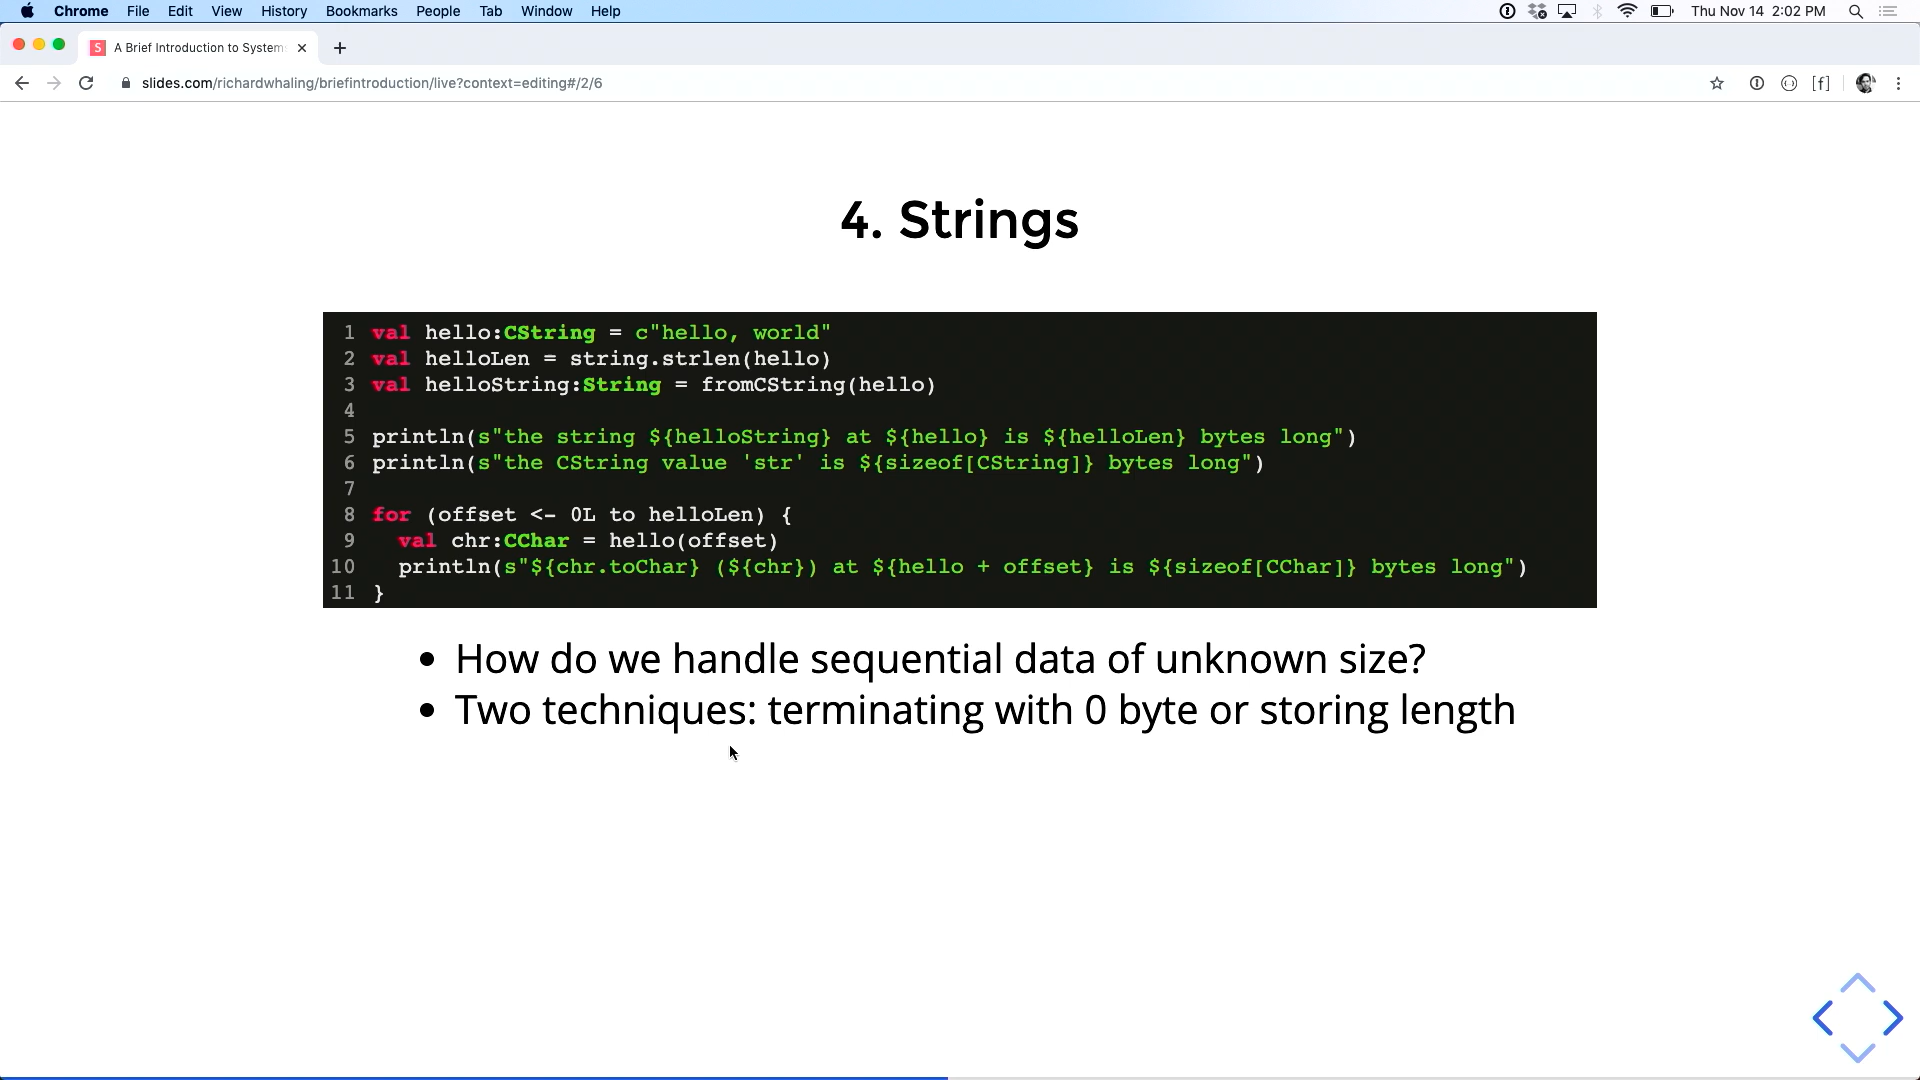 Chrome File Edit View History Bookmarks People Tab Window Help Thu Nov 14 2:02 PM
S A Brief Introduction to System
slides.com/richardwhaling/briefintroduction/live?context=editing#/2/6 [f]
4. Strings
1 val hello:CString = c"hello, world"
2 val helloLen = string.strlen(hello)
3 val helloString:String = fromCString(hello)
4
5 println(s"the string ${helloString} at ${hello} is ${helloLen} bytes long")
6 println(s"the CString value 'str' is ${sizeof[CString]} bytes long")
7
8 for (offset <- 0L to helloLen) {
9 val chr:CChar = hello(offset)
10 println(s"${chr.toChar} (${chr}) at ${hello + offset} is ${sizeof[CChar]} bytes long")
11 }
• How do we handle sequential data of unknown size?
• Two techniques: terminating with 0 byte or storing length